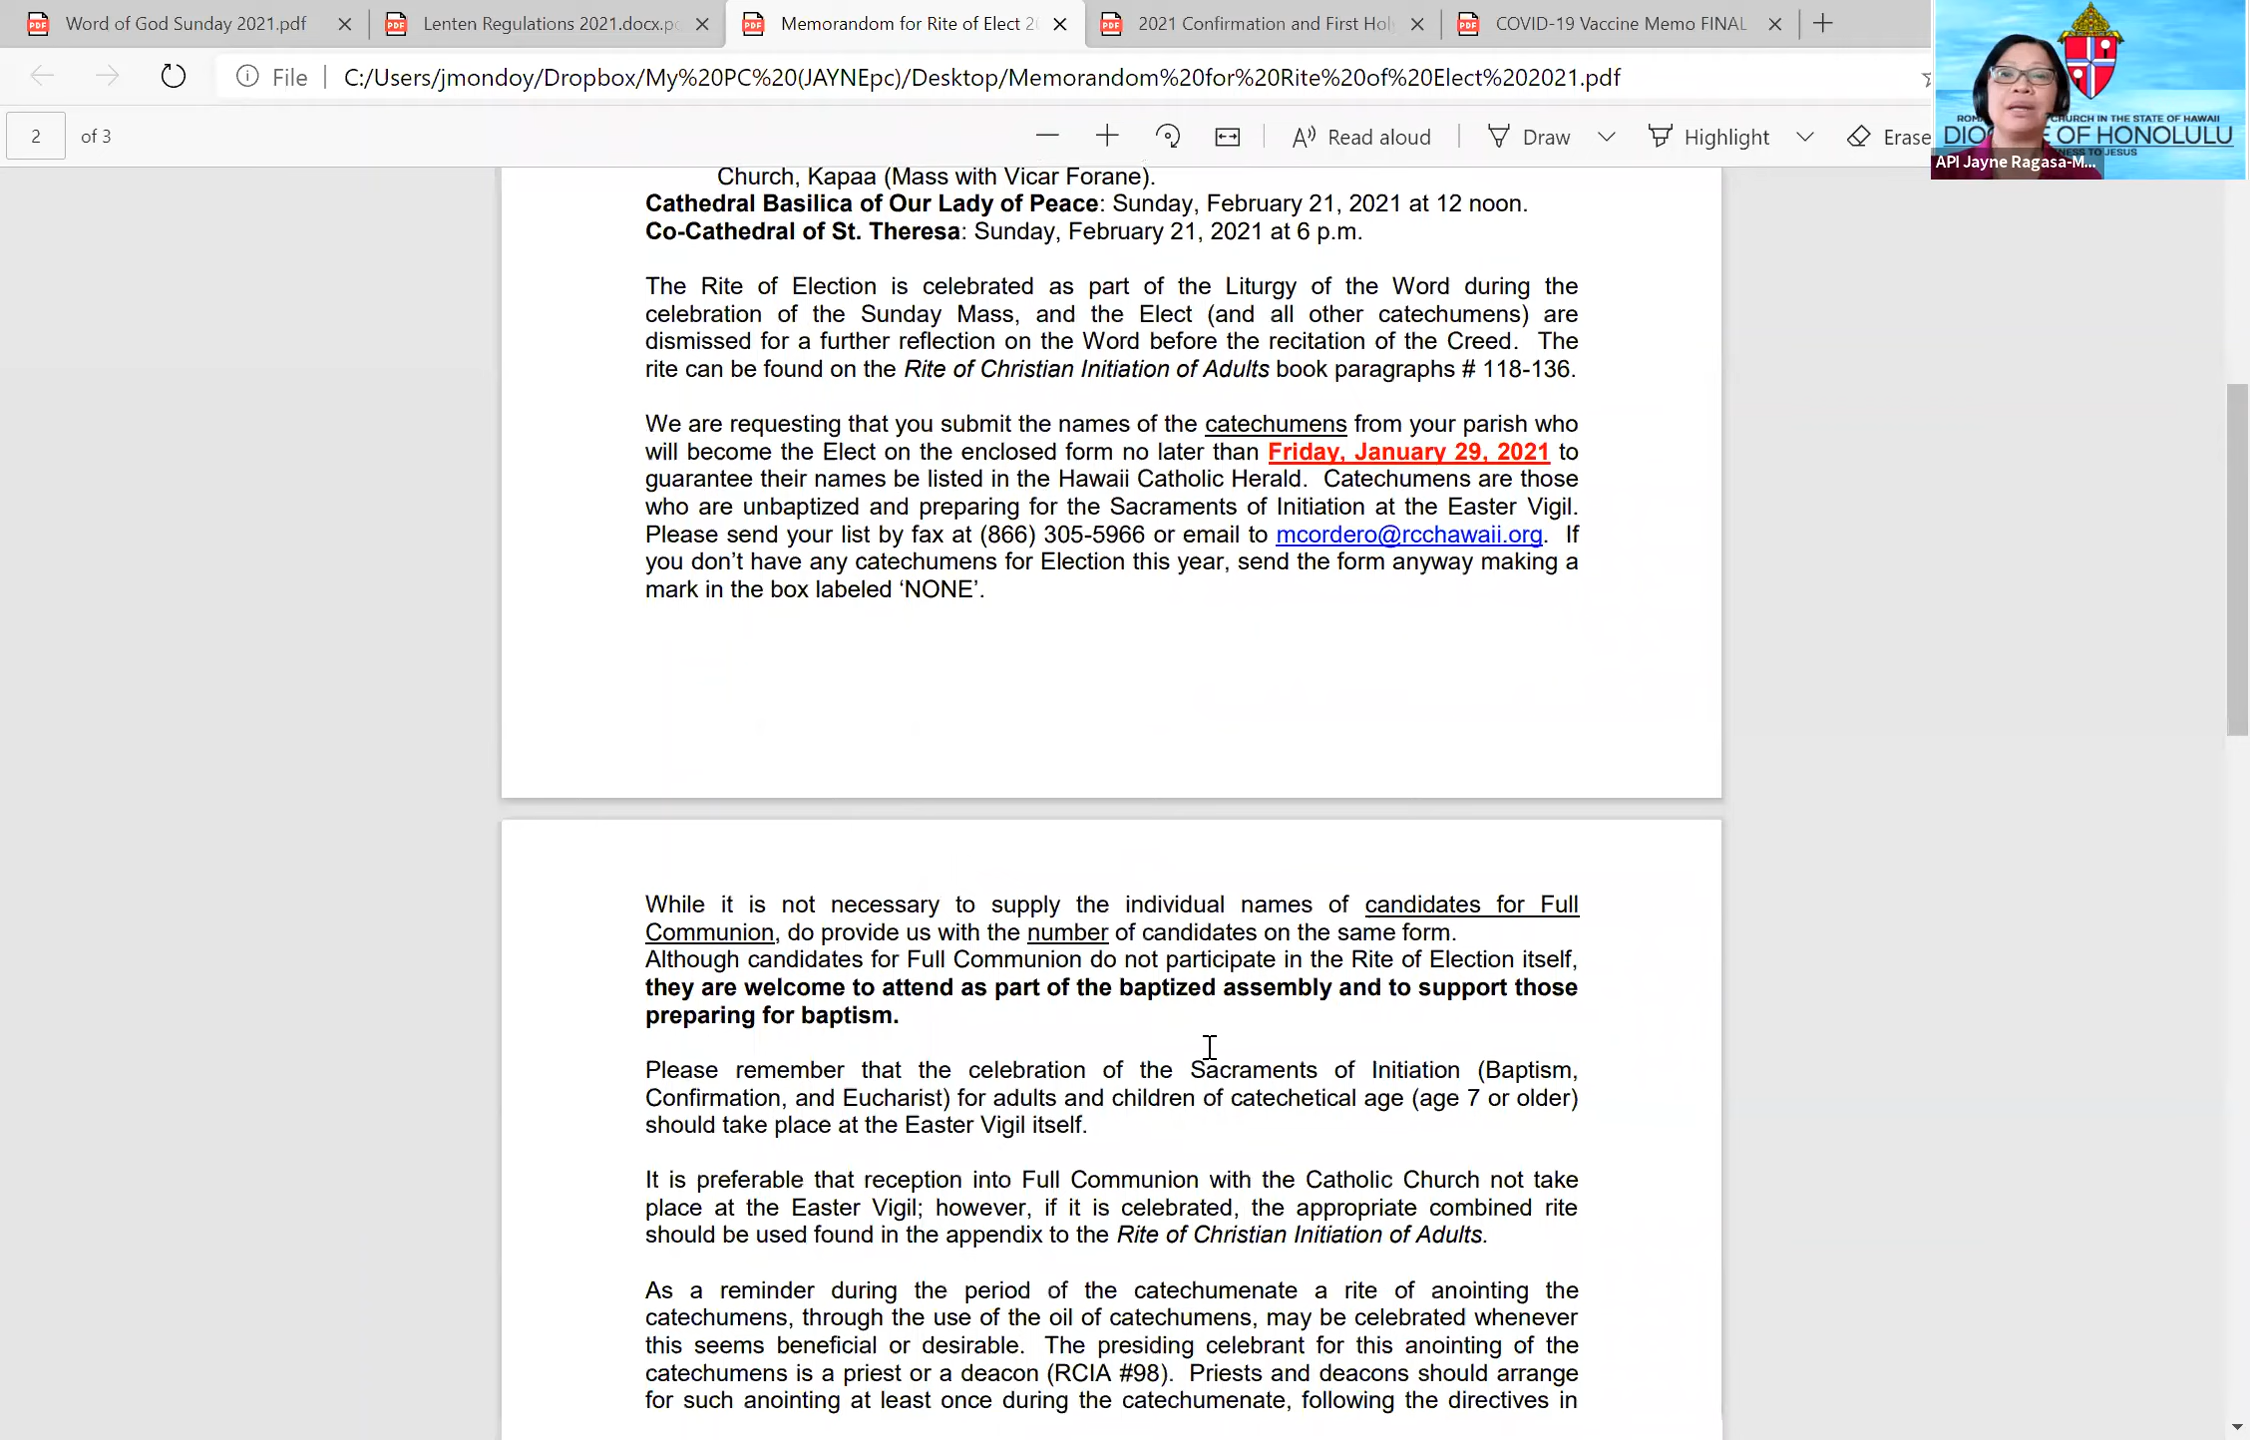 Word of God Sunday 2021.pdf
Lenten Regulations 2021.docx.p
Memorandom for Rite of Elect 2
2021 Confirmation and First Hol
COVID-19 Vaccine Memo FINAL
File
C:/Users/jmondoy/Dropbox/My%20PC%20(JAYNEpc)/Desktop/Memorandom%20for%20Rite%20of%20Elect%202021.pdf
2 of 3
Read aloud
Draw
Highlight
Erase
CHURCH IN THE STATE OF HAWAII
OF HONOLULU
API Jayne Ragasa-M...
Church, Kapaa (Mass with Vicar Forane).
Cathedral Basilica of Our Lady of Peace: Sunday, February 21, 2021 at 12 noon.
Co-Cathedral of St. Theresa: Sunday, February 21, 2021 at 6 p.m.
The Rite of Election is celebrated as part of the Liturgy of the Word during the
celebration of the Sunday Mass, and the Elect (and all other catechumens) are
dismissed for a further reflection on the Word before the recitation of the Creed. The
rite can be found on the Rite of Christian Initiation of Adults book paragraphs # 118-136.
We are requesting that you submit the names of the catechumens from your parish who
will become the Elect on the enclosed form no later than Friday, January 29, 2021 to
guarantee their names be listed in the Hawaii Catholic Herald. Catechumens are those
who are unbaptized and preparing for the Sacraments of Initiation at the Easter Vigil.
Please send your list by fax at (866) 305-5966 or email to mcordero@rcchawaii.org. If
you don’t have any catechumens for Election this year, send the form anyway making a
mark in the box labeled ‘NONE’.
While it is not necessary to supply the individual names of candidates for Full
Communion, do provide us with the number of candidates on the same form.
Although candidates for Full Communion do not participate in the Rite of Election itself,
they are welcome to attend as part of the baptized assembly and to support those
preparing for baptism.
Please remember that the celebration of the Sacraments of Initiation (Baptism,
Confirmation, and Eucharist) for adults and children of catechetical age (age 7 or older)
should take place at the Easter Vigil itself.
It is preferable that reception into Full Communion with the Catholic Church not take
place at the Easter Vigil; however, if it is celebrated, the appropriate combined rite
should be used found in the appendix to the Rite of Christian Initiation of Adults.
As a reminder during the period of the catechumenate a rite of anointing the
catechumens, through the use of the oil of catechumens, may be celebrated whenever
this seems beneficial or desirable. The presiding celebrant for this anointing of the
catechumens is a priest or a deacon (RCIA #98). Priests and deacons should arrange
for such anointing at least once during the catechumenate, following the directives in